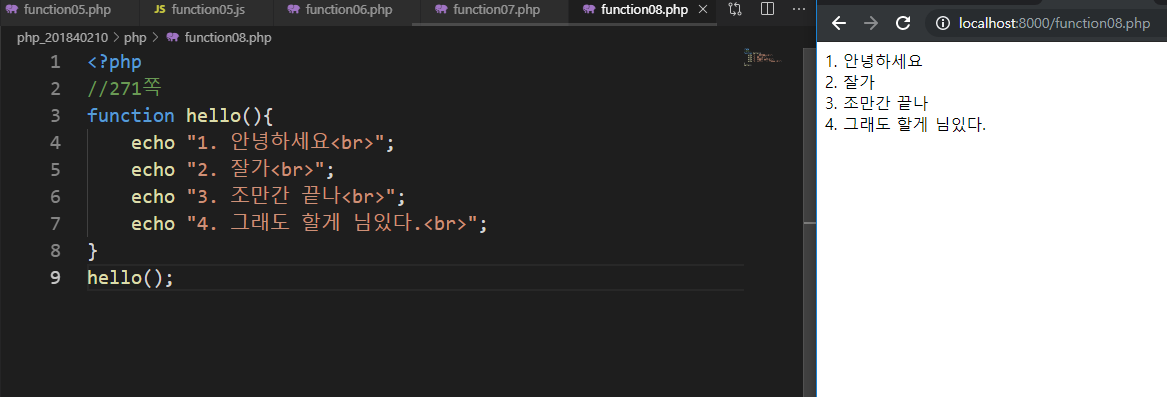 function05.php JS function05.js function06.php function07.php function08.php
php_201840210 > php > function08.php
1 <?php
2 //271쪽
3 function hello(){
4 echo "1. 안녕하세요<br>";
5 echo "2. 잘가<br>";
6 echo "3. 조만간 끝나<br>";
7 echo "4. 그래도 할게 님있다.<br>";
8 }
9 hello();
localhost:8000/function08.php
1. 안녕하세요
2. 잘가
3. 조만간 끝나
4. 그래도 할게 님있다.